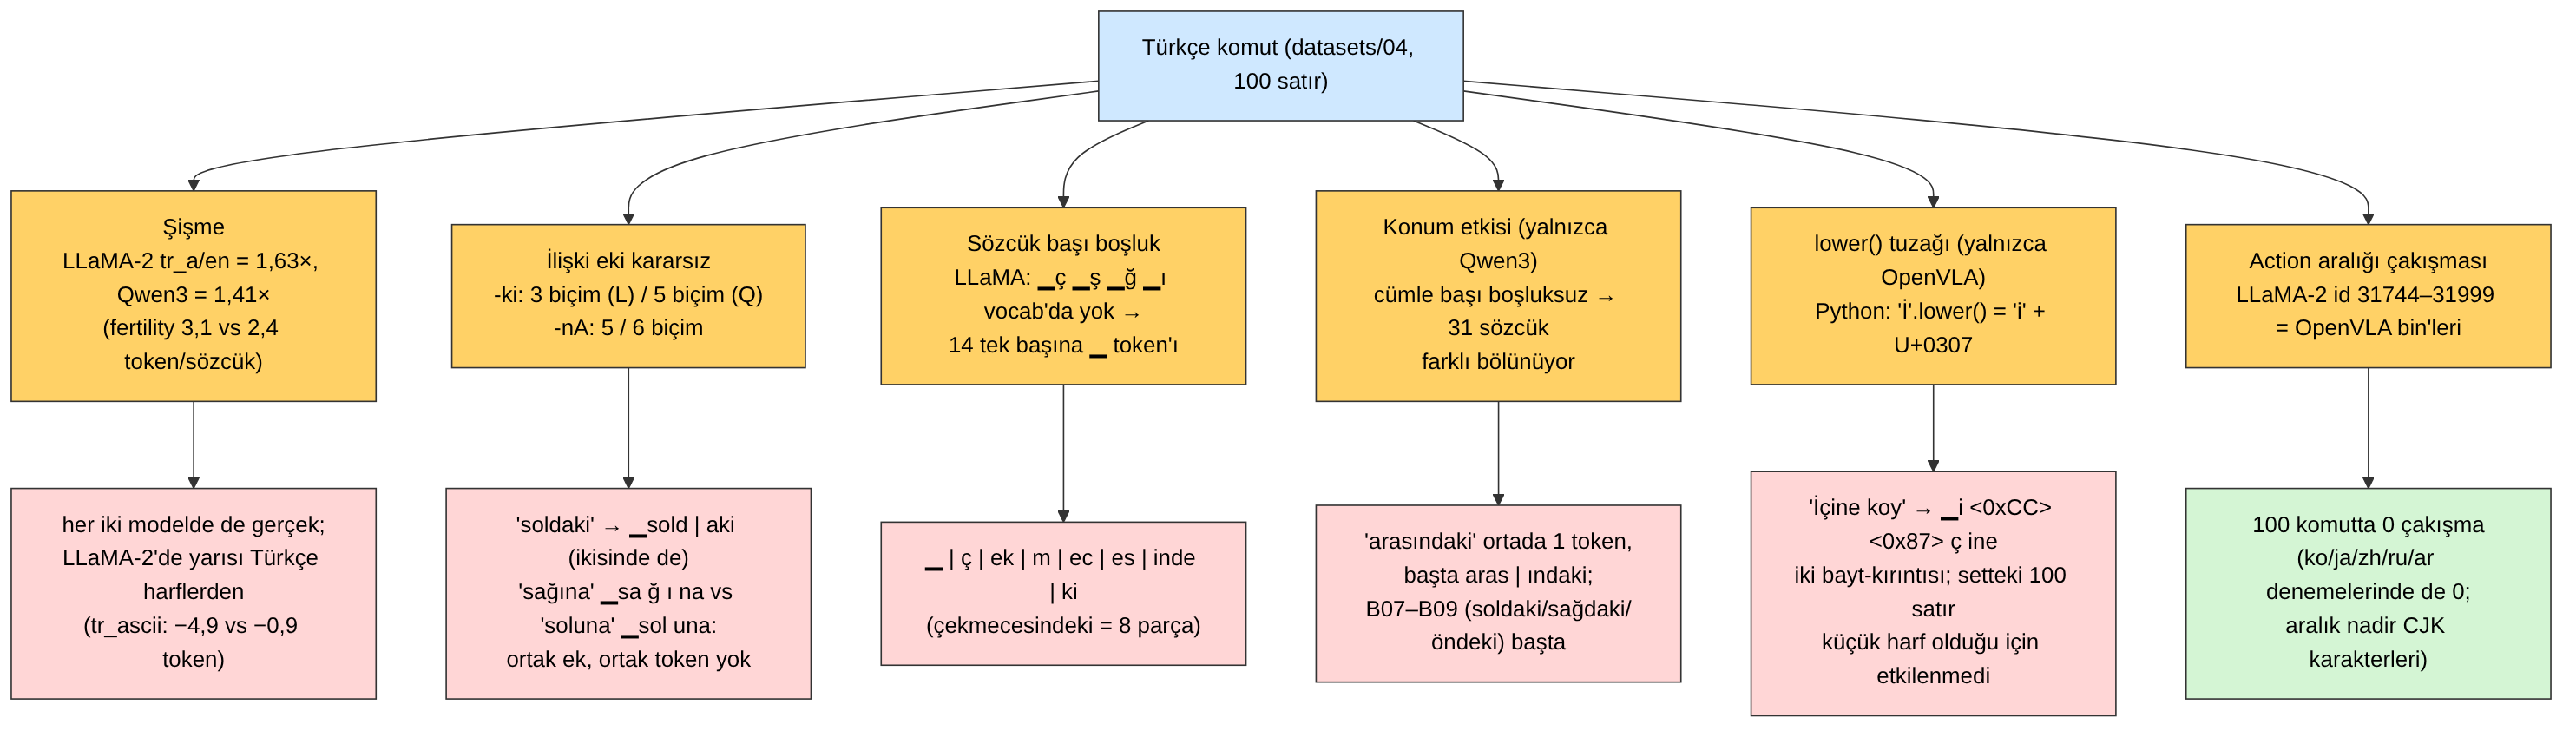 Türkçe komut (datasets/04,
100 satır)
Şişme
LLaMA-2 tr_a/en = 1,63×,
Qwen3 = 1,41×
(fertility 3,1 vs 2,4
token/sözcük)
İlişki eki kararsız
-ki: 3 biçim (L) / 5 biçim (Q)
-nA: 5 / 6 biçim
Sözcük başı boşluk
LLaMA: ▁ç ▁ş ▁ğ ▁ı
vocab'da yok →
14 tek başına ▁ token'ı
Konum etkisi (yalnızca
Qwen3)
cümle başı boşluksuz →
31 sözcük
farklı bölünüyor
lower() tuzağı (yalnızca
OpenVLA)
Python: 'İ'.lower() = 'i' +
U+0307
Action aralığı çakışması
LLaMA-2 id 31744–31999
= OpenVLA bin'leri
her iki modelde de gerçek;
LLaMA-2'de yarısı Türkçe
harflerden
(tr_ascii: −4,9 vs −0,9
token)
'soldaki' → ▁sold | aki
(ikisinde de)
'sağına' ▁sa ğ ı na vs
'soluna' ▁sol una:
ortak ek, ortak token yok
▁ | ç | ek | m | ec | es | inde
| ki
(çekmecesindeki = 8 parça)
'arasındaki' ortada 1 token,
başta aras | ındaki;
B07–B09 (soldaki/sağdaki/
öndeki) başta
'İçine koy' → ▁i <0xCC>
<0x87> ç ine
iki bayt-kırıntısı; setteki 100
satır
küçük harf olduğu için
etkilenmedi
100 komutta 0 çakışma
(ko/ja/zh/ru/ar
denemelerinde de 0;
aralık nadir CJK
karakterleri)